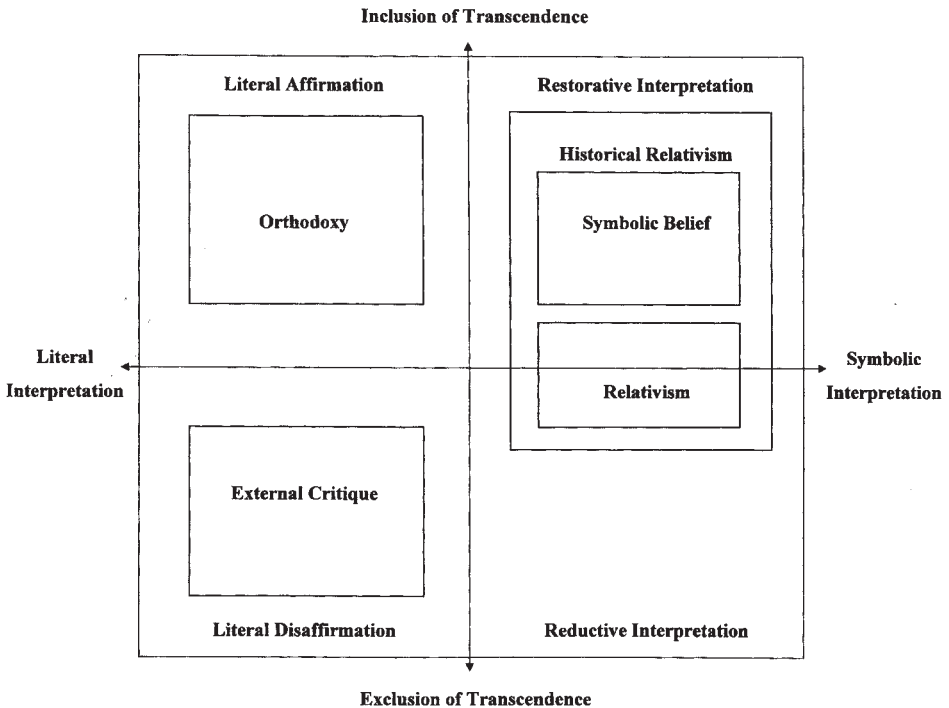 Inclusion of Transcendence
Literal Affirmation
Restorative Interpretation
Historical Relativism
Orthodoxy
Symbolic Belief
Literal
Interpretation
Symbolic
Interpretation
Relativism
External Critique
Literal Disaffirmation
Reductive Interpretation
Exclusion of Transcendence